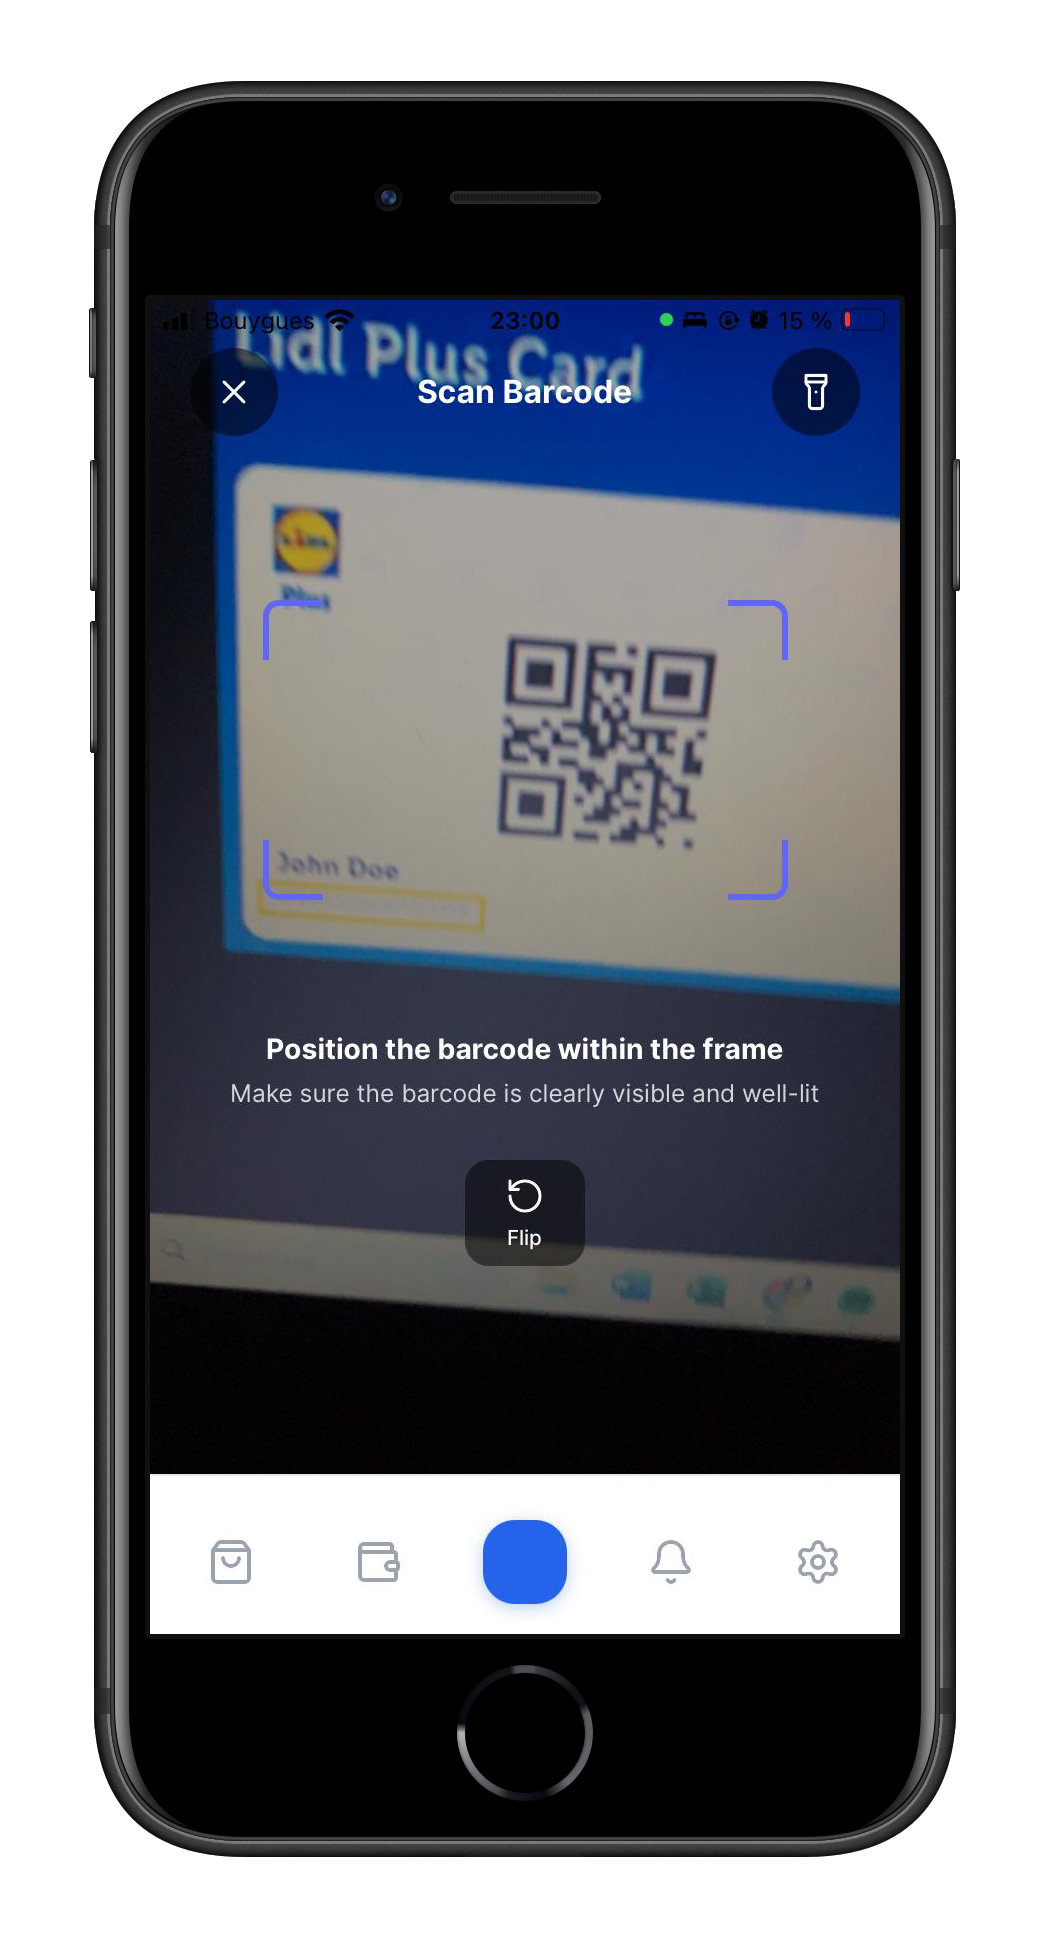 Bouygues 23:00 15 %
Lidl Plus Card
Scan Barcode
Plus
John Doe
Position the barcode within the frame
Make sure the barcode is clearly visible and well-lit
Flip